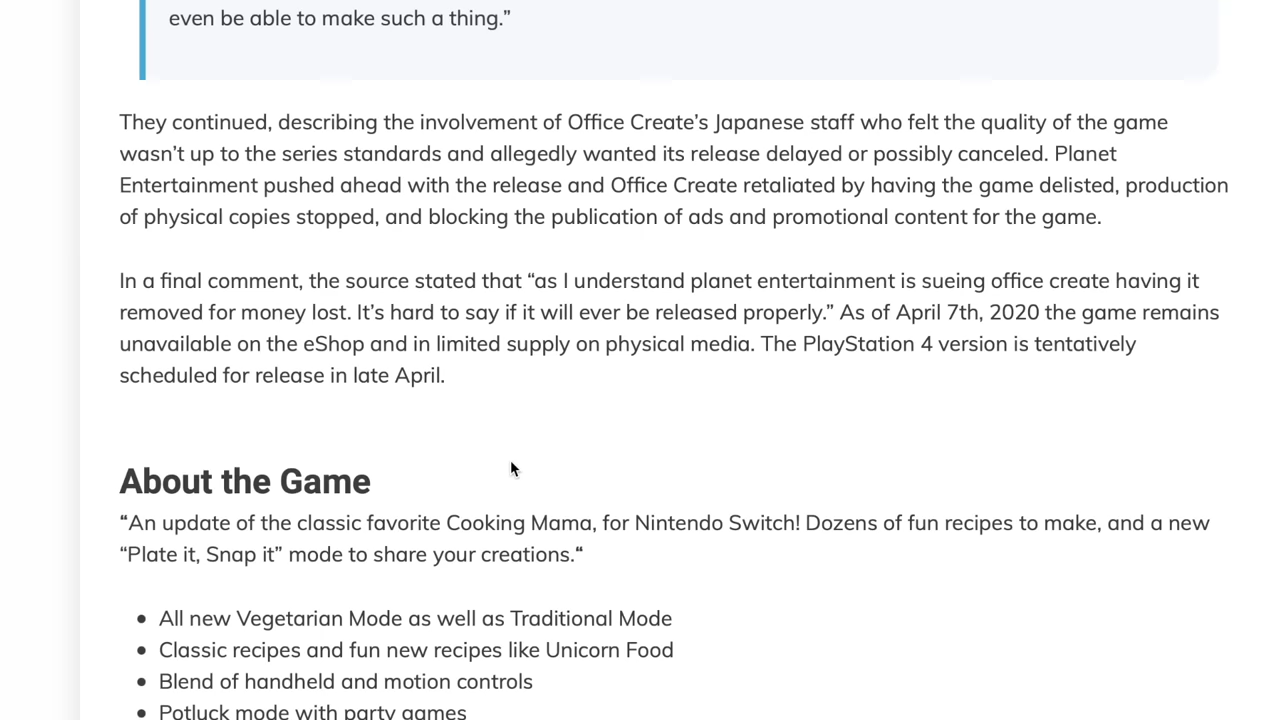 even be able to make such a thing.”
They continued, describing the involvement of Office Create’s Japanese staff who felt the quality of the game
wasn’t up to the series standards and allegedly wanted its release delayed or possibly canceled. Planet
Entertainment pushed ahead with the release and Office Create retaliated by having the game delisted, production
of physical copies stopped, and blocking the publication of ads and promotional content for the game.
In a final comment, the source stated that “as I understand planet entertainment is sueing office create having it
removed for money lost. It’s hard to say if it will ever be released properly.” As of April 7th, 2020 the game remains
unavailable on the eShop and in limited supply on physical media. The PlayStation 4 version is tentatively
scheduled for release in late April.
About the Game
“An update of the classic favorite Cooking Mama, for Nintendo Switch! Dozens of fun recipes to make, and a new
“Plate it, Snap it” mode to share your creations.“
• All new Vegetarian Mode as well as Traditional Mode
• Classic recipes and fun new recipes like Unicorn Food
• Blend of handheld and motion controls
• Potluck mode with party games